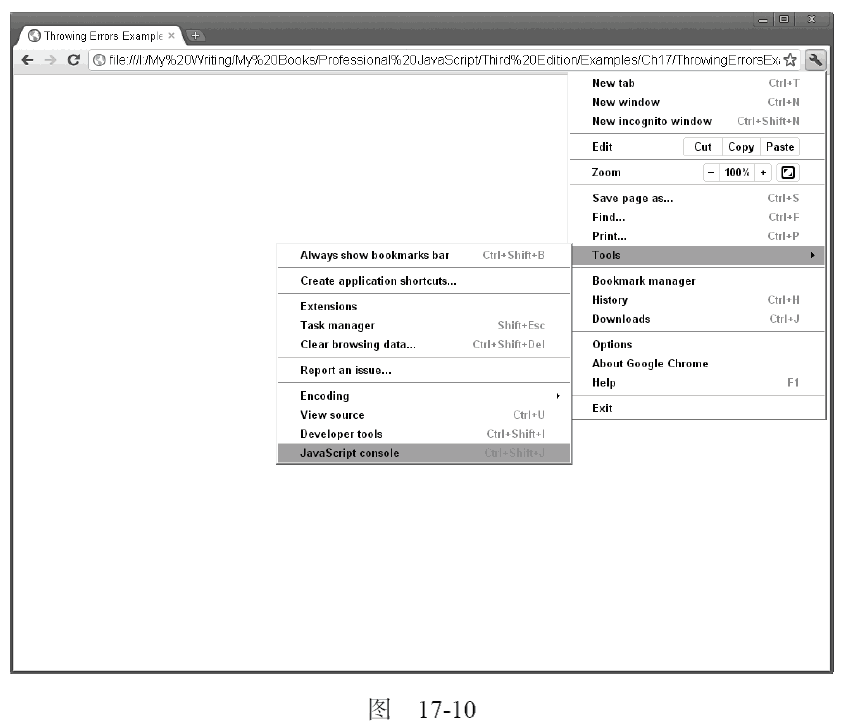 Throwing Errors Example
file:///I:/My%20Writing/My%20Books/Professional%20JavaScript/Third%20Edition/Examples/Ch17/ThrowingErrorsExa
New tab Ctrl+T
New window Ctrl+N
New incognito window Ctrl+Shift+N
Edit Cut Copy Paste
Zoom - 100% +
Save page as... Ctrl+S
Find... Ctrl+F
Print... Ctrl+P
Tools
Bookmark manager
History Ctrl+H
Downloads Ctrl+J
Options
About Google Chrome
Help F1
Exit
Always show bookmarks bar Ctrl+Shift+B
Create application shortcuts...
Extensions
Task manager Shift+Esc
Clear browsing data... Ctrl+Shift+Del
Report an issue...
Encoding
View source Ctrl+U
Developer tools Ctrl+Shift+I
JavaScript console Ctrl+Shift+J
图 17-10